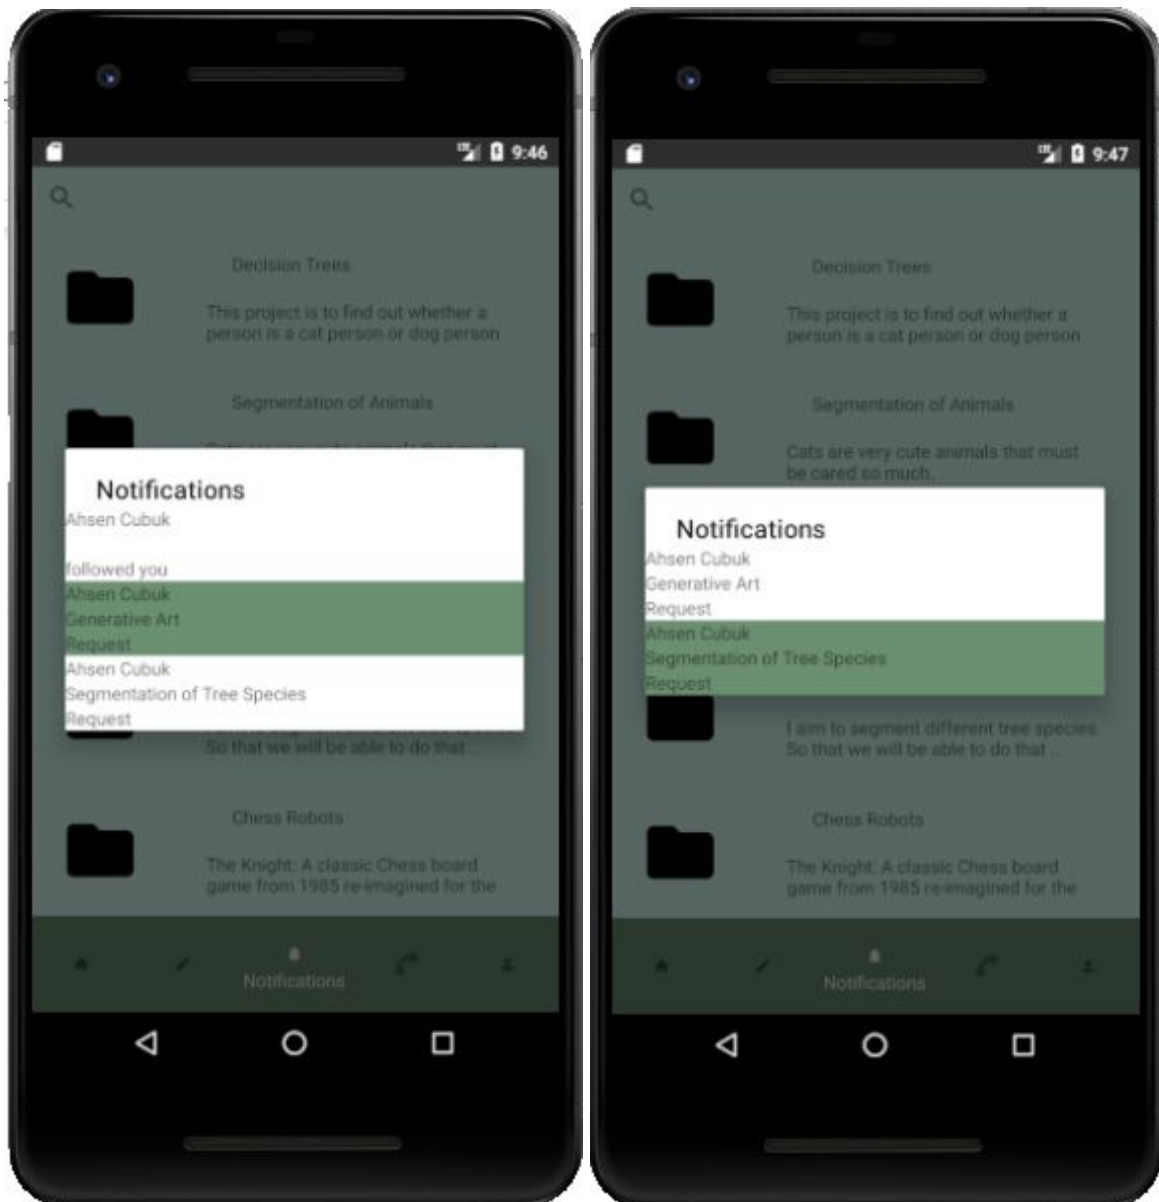 9:46
Decision Trees
This project is to find out whether a
person is a cat person or dog person
Segmentation of Animals
Notifications
Ahsen Cubuk
followed you
Ahsen Cubuk
Generative Art
Request
Ahsen Cubuk
Segmentation of Tree Species
Request
So that we will be able to do that ..
Chess Robots
The Knight: A classic Chess board
game from 1985 re-imagined for the
Notifications
9:47
Decision Trees
This project is to find out whether a
person is a cat person or dog person
Segmentation of Animals
Cats are very cute animals that must
be cared so much.
Notifications
Ahsen Cubuk
Generative Art
Request
Ahsen Cubuk
Segmentation of Tree Species
Request
I aim to segment different tree species.
So that we will be able to do that ..
Chess Robots
The Knight: A classic Chess board
game from 1985 re-imagined for the
Notifications